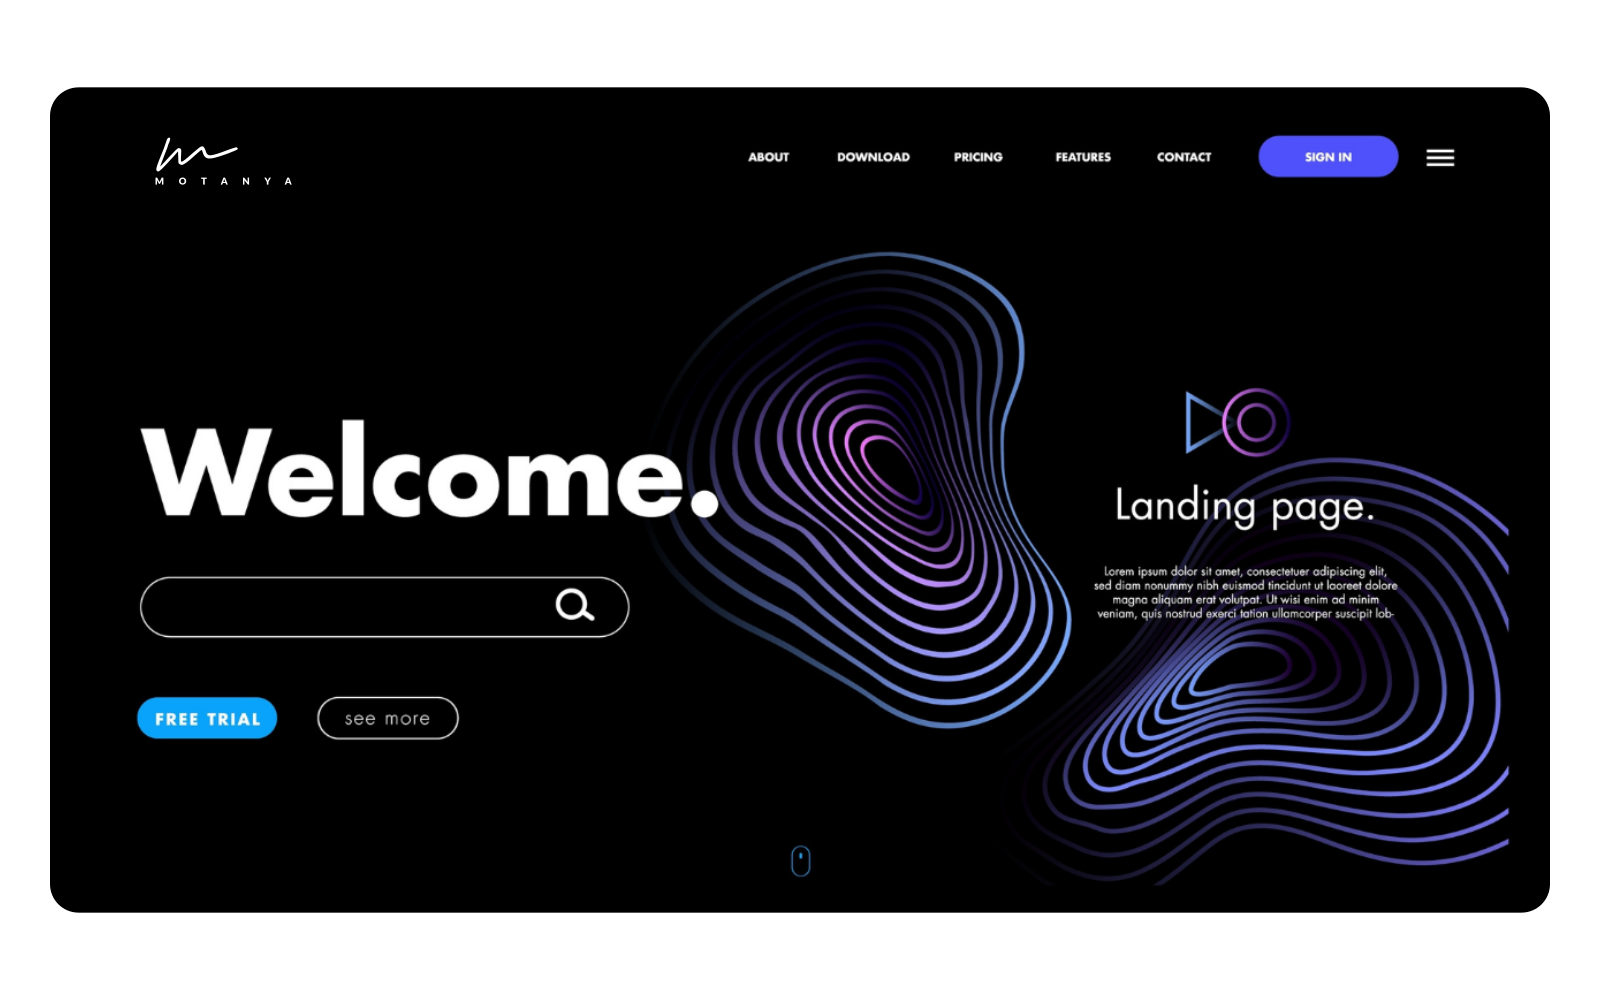 MOTANYA
ABOUT DOWNLOAD PRICING FEATURES CONTACT SIGN IN
Welcome.
FREE TRIAL see more
Landing page.
Lorem ipsum dolor sit amet, consectetuer adipiscing elit,
sed diam nonummy nibh euismod tincidunt ut laoreet dolore
magna aliquam erat volutpat. Ut wisi enim ad minim
veniam, quis nostrud exerci tation ullamcorper suscipit lob-